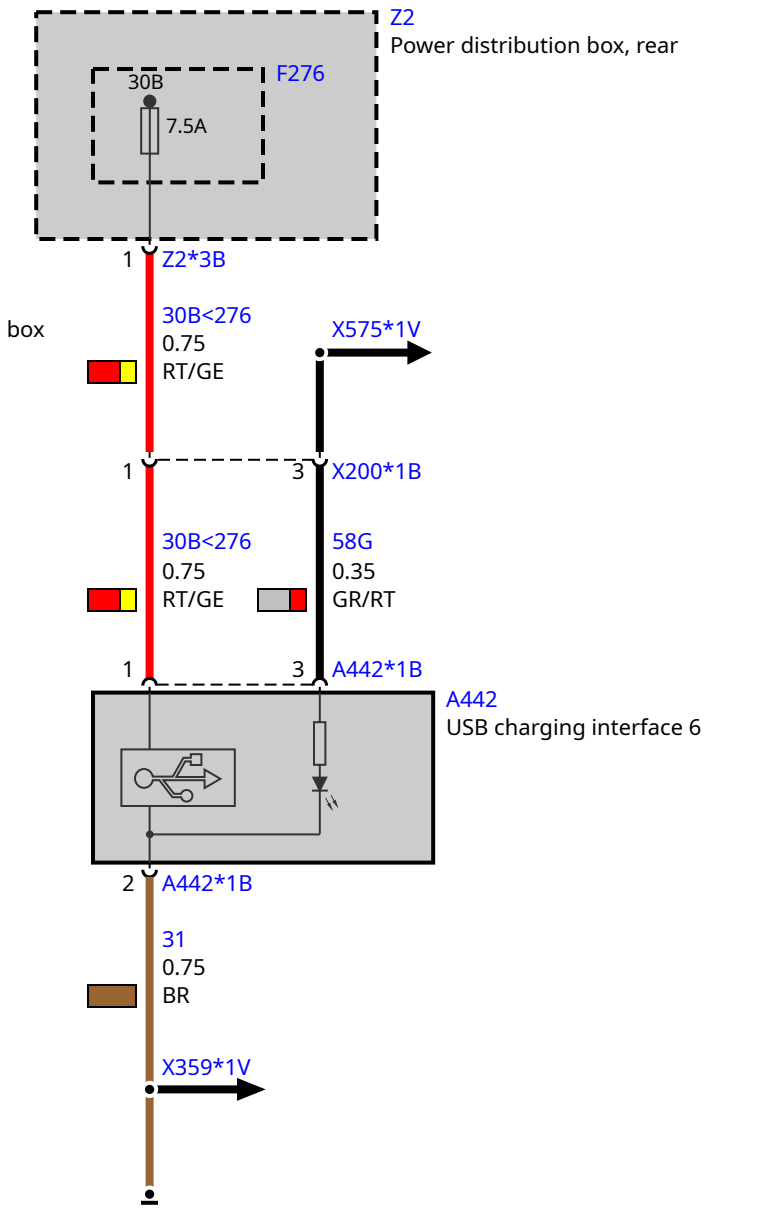 Z2
Power distribution box, rear
F276
30B
7.5A
1 Z2*3B
30B<276
0.75
RT/GE
box
X575*1V
1
3 X200*1B
30B<276
0.75
RT/GE
58G
0.35
GR/RT
1
3 A442*1B
A442
USB charging interface 6
2 A442*1B
31
0.75
BR
X359*1V